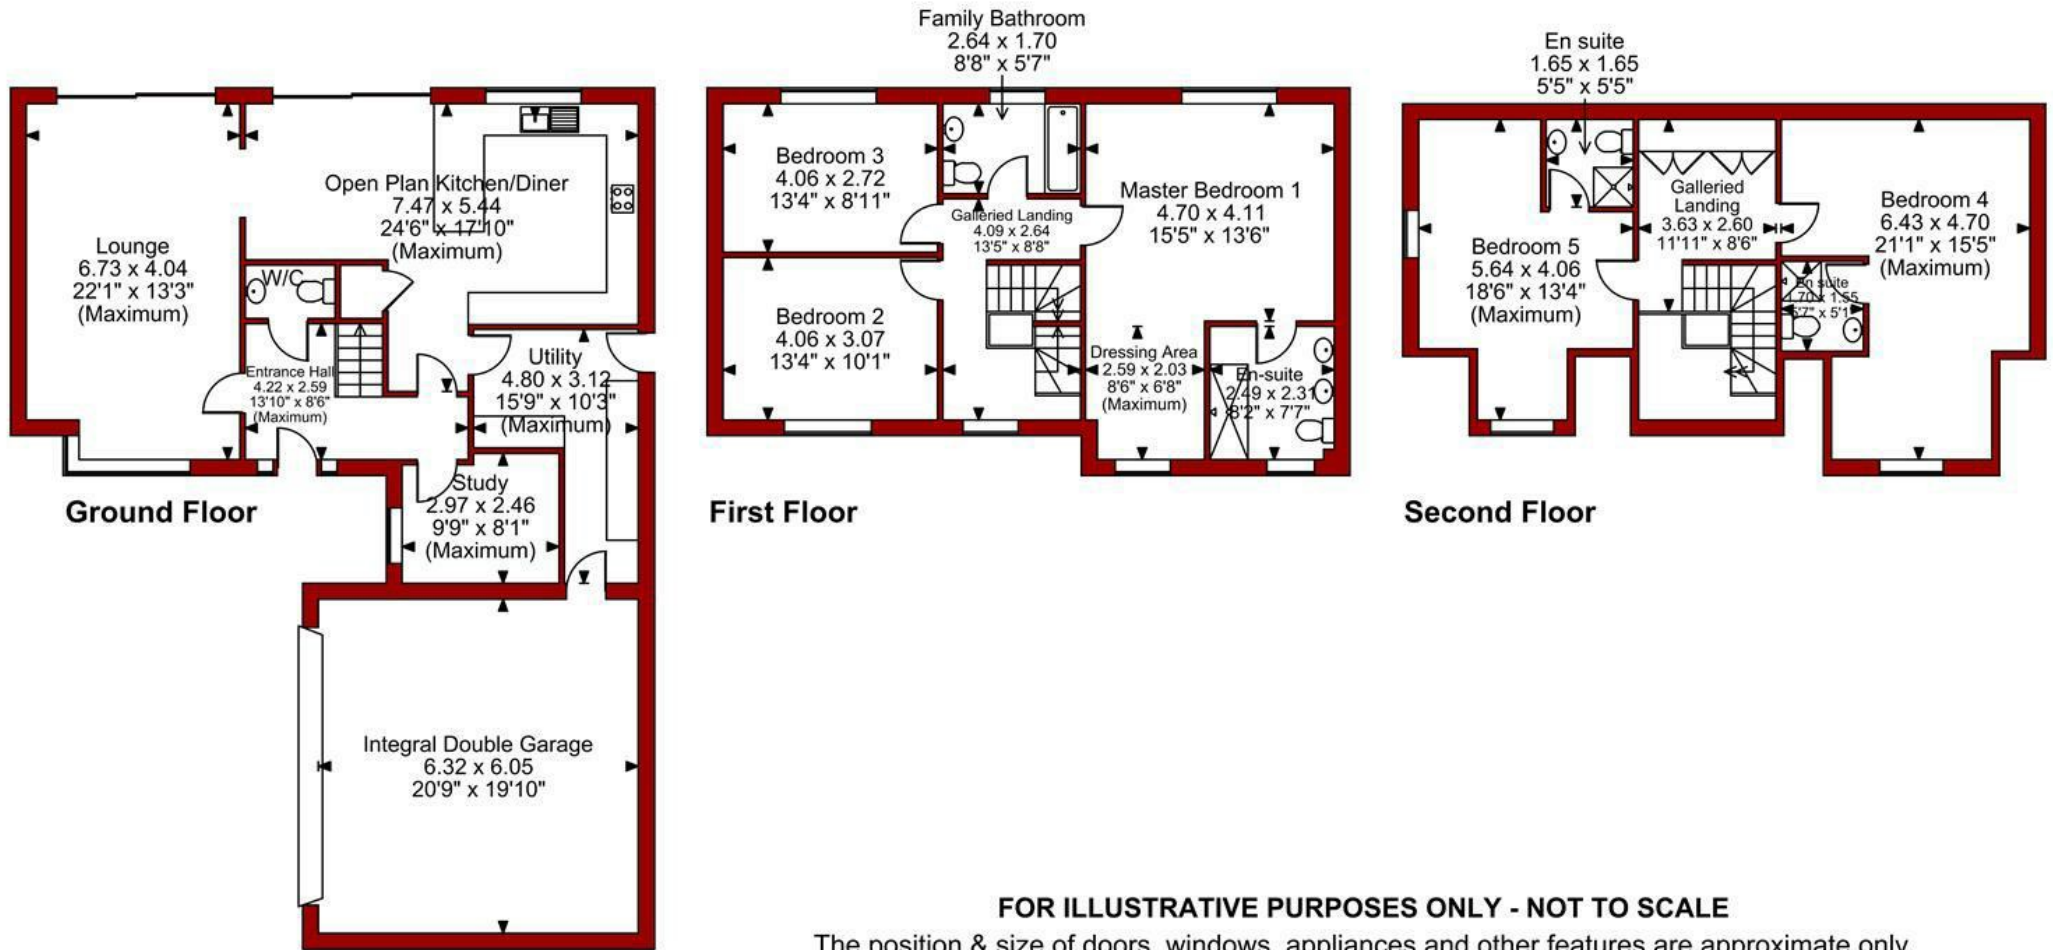 Family Bathroom
2.64 x 1.70
8'8" x 5'7"
En suite
1.65 x 1.65
5'5" x 5'5"
Open Plan Kitchen/Diner
7.47 x 5.44
24'6" x 17'10"
(Maximum)
Lounge
6.73 x 4.04
22'1" x 13'3"
(Maximum)
W/C
Entrance Hall
4.22 x 2.59
13'10" x 8'6"
(Maximum)
Utility
4.80 x 3.12
15'9" x 10'3"
(Maximum)
Study
2.97 x 2.46
9'9" x 8'1"
(Maximum)
Integral Double Garage
6.32 x 6.05
20'9" x 19'10"
Ground Floor
Bedroom 3
4.06 x 2.72
13'4" x 8'11"
Galleried Landing
4.09 x 2.64
13'5" x 8'8"
Master Bedroom 1
4.70 x 4.11
15'5" x 13'6"
Bedroom 2
4.06 x 3.07
13'4" x 10'1"
Dressing Area
2.59 x 2.03
8'6" x 6'8"
(Maximum)
En-suite
2.49 x 2.31
8'2" x 7'7"
First Floor
Galleried
Landing
3.63 x 2.60
11'11" x 8'6"
Bedroom 4
6.43 x 4.70
21'1" x 15'5"
(Maximum)
Bedroom 5
5.64 x 4.06
18'6" x 13'4"
(Maximum)
En suite
1.70 x 1.55
5'7" x 5'1"
Second Floor
FOR ILLUSTRATIVE PURPOSES ONLY - NOT TO SCALE
The position & size of doors, windows, appliances and other features are approximate only.